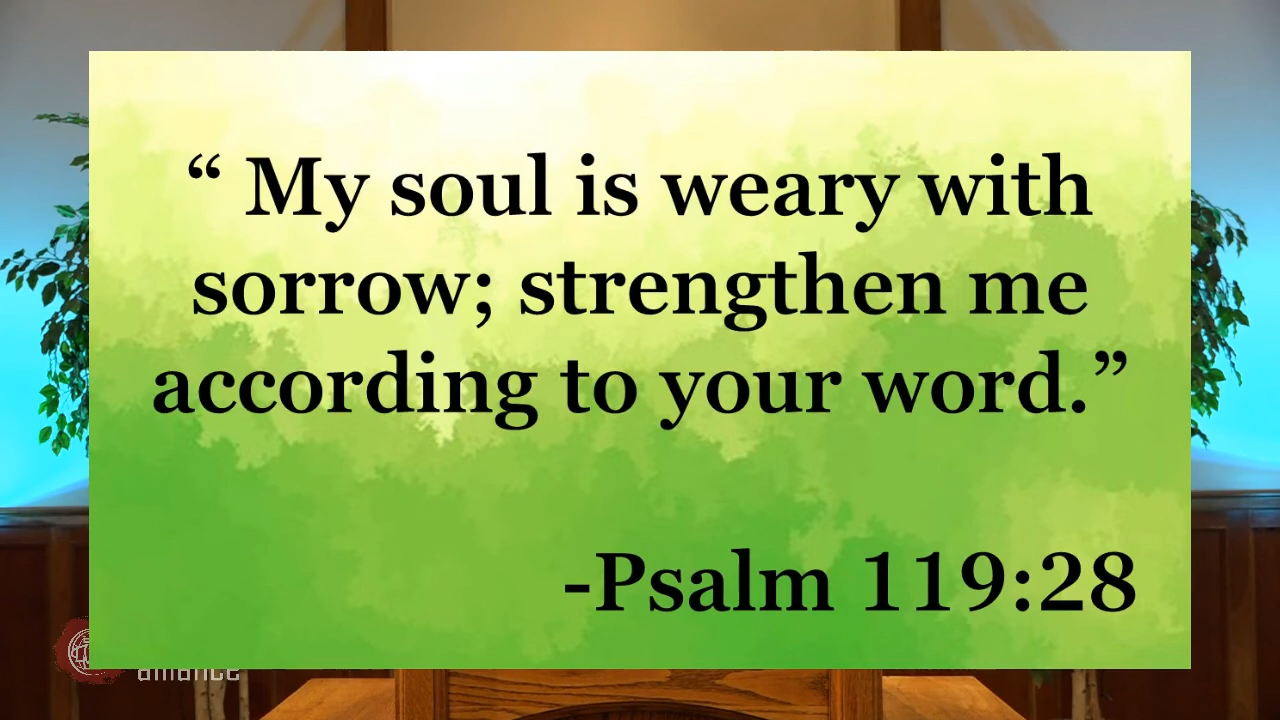 “ My soul is weary with
sorrow; strengthen me
according to your word.”
-Psalm 119:28